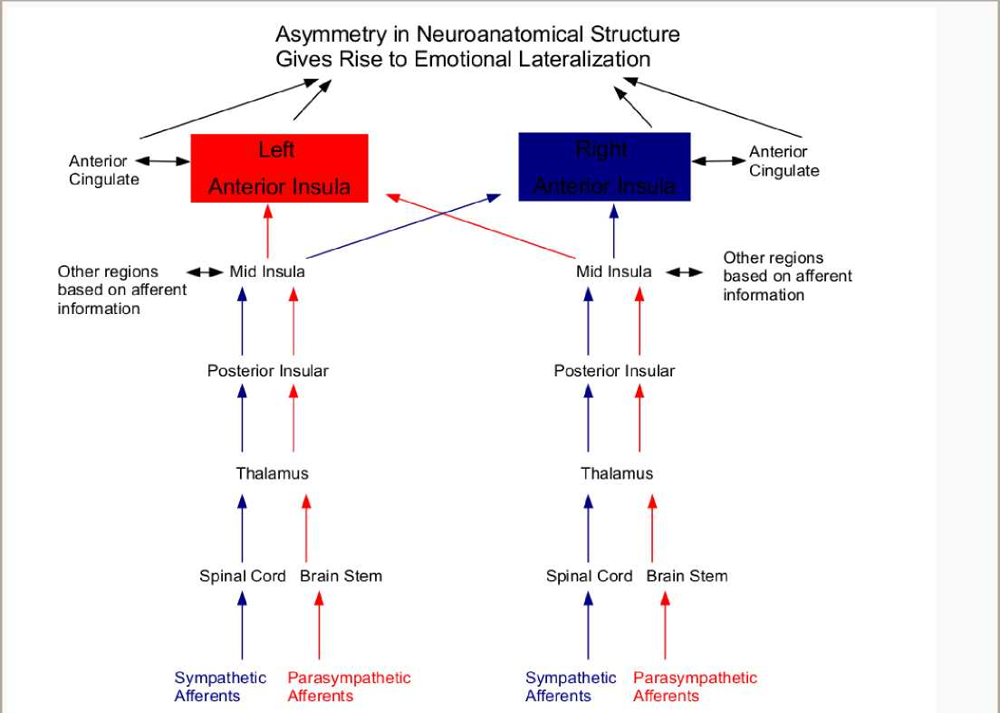 Asymmetry in Neuroanatomical Structure
Gives Rise to Emotional Lateralization
Anterior
Cingulate
Left
Anterior Insula
Right
Anterior Insula
Anterior
Cingulate
Other regions
based on afferent
information
Mid Insula
Mid Insula
Other regions
based on afferent
information
Posterior Insular
Posterior Insular
Thalamus
Thalamus
Spinal Cord
Brain Stem
Spinal Cord
Brain Stem
Sympathetic
Afferents
Parasympathetic
Afferents
Sympathetic
Afferents
Parasympathetic
Afferents